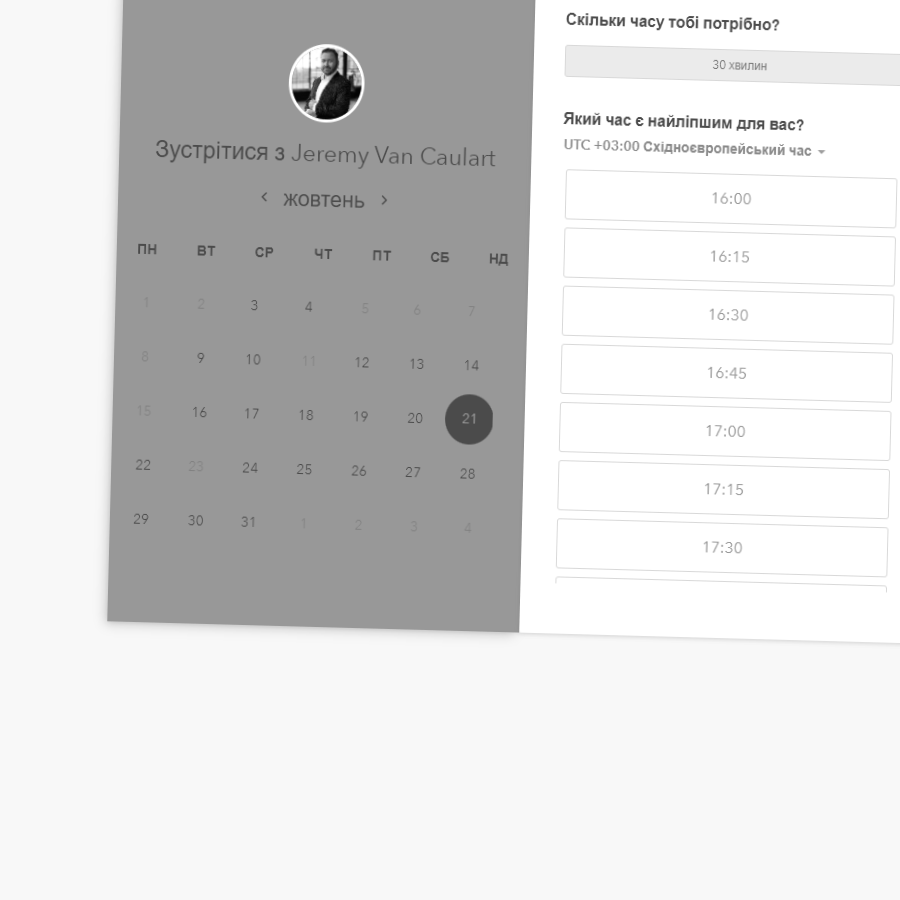 Зустрітися з Jeremy Van Caulart
жовтень
ПН ВТ СР ЧТ ПТ СБ НД
1 2 3 4 5 6 7
8 9 10 11 12 13 14
15 16 17 18 19 20 21
22 23 24 25 26 27 28
29 30 31 1 2 3 4
Скільки часу тобі потрібно?
30 хвилин
Який час є найліпшим для вас?
UTC +03:00 Східноєвропейський час
16:00
16:15
16:30
16:45
17:00
17:15
17:30